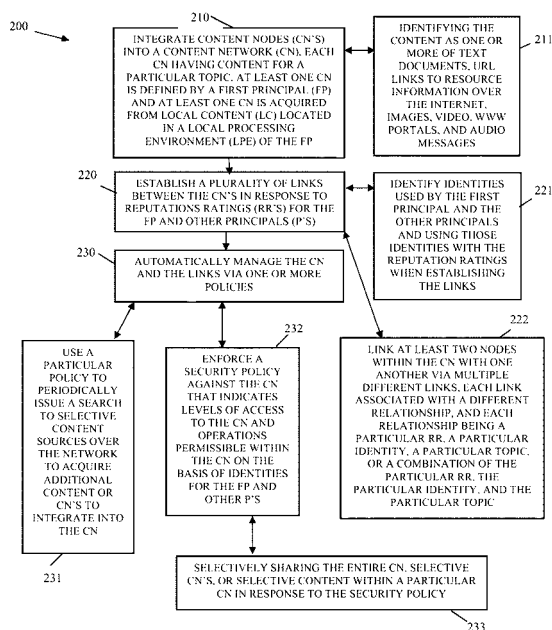 200
210
INTEGRATE CONTENT NODES (CN'S)
INTO A CONTENT NETWORK (CN), EACH
CN HAVING CONTENT FOR A
PARTICULAR TOPIC. AT LEAST ONE CN
IS DEFINED BY A FIRST PRINCIPAL (FP)
AND AT LEAST ONE CN IS ACQUIRED
FROM LOCAL CONTENT (LC) LOCATED
IN A LOCAL PROCESSING
ENVIRONMENT (LPE) OF THE FP
IDENTIFYING THE
CONTENT AS ONE OR
MORE OF TEXT
DOCUMENTS, URL
LINKS TO RESOURCE
INFORMATION OVER
THE INTERNET,
IMAGES, VIDEO, WWW
PORTALS, AND AUDIO
MESSAGES
211
220
ESTABLISH A PLURALITY OF LINKS
BETWEEN THE CN'S IN RESPONSE TO
REPUTATIONS RATINGS (RR'S) FOR THE
FP AND OTHER PRINCIPALS (P'S)
IDENTIFY IDENTITIES
USED BY THE FIRST
PRINCIPAL AND THE
OTHER PRINCIPALS
AND USING THOSE
IDENTITIES WITH THE
REPUTATION RATINGS
WHEN ESTABLISHING
THE LINKS
221
230
AUTOMATICALLY MANAGE THE CN
AND THE LINKS VIA ONE OR MORE
POLICIES
USE A
PARTICULAR
POLICY TO
PERIODICALLY
ISSUE A SEARCH
TO SELECTIVE
CONTENT
SOURCES OVER
THE NETWORK
TO ACQUIRE
ADDITIONAL
CONTENT OR
CN'S TO
INTEGRATE INTO
THE CN
231
232
ENFORCE A
SECURITY POLICY
AGAINST THE CN
THAT INDICATES
LEVELS OF ACCESS
TO THE CN AND
OPERATIONS
PERMISSIBLE WITHIN
THE CN ON THE
BASIS OF IDENTITIES
FOR THE FP AND
OTHER P'S
222
LINK AT LEAST TWO NODES
WITHIN THE CN WITH ONE
ANOTHER VIA MULTIPLE
DIFFERENT LINKS, EACH LINK
ASSOCIATED WITH A DIFFERENT
RELATIONSHIP, AND EACH
RELATIONSHIP BEING A
PARTICULAR RR, A PARTICULAR
IDENTITY, A PARTICULAR TOPIC,
OR A COMBINATION OF THE
PARTICULAR RR, THE
PARTICULAR IDENTITY, AND THE
PARTICULAR TOPIC
SELECTIVELY SHARING THE ENTIRE CN, SELECTIVE
CN'S, OR SELECTIVE CONTENT WITHIN A PARTICULAR
CN IN RESPONSE TO THE SECURITY POLICY
233